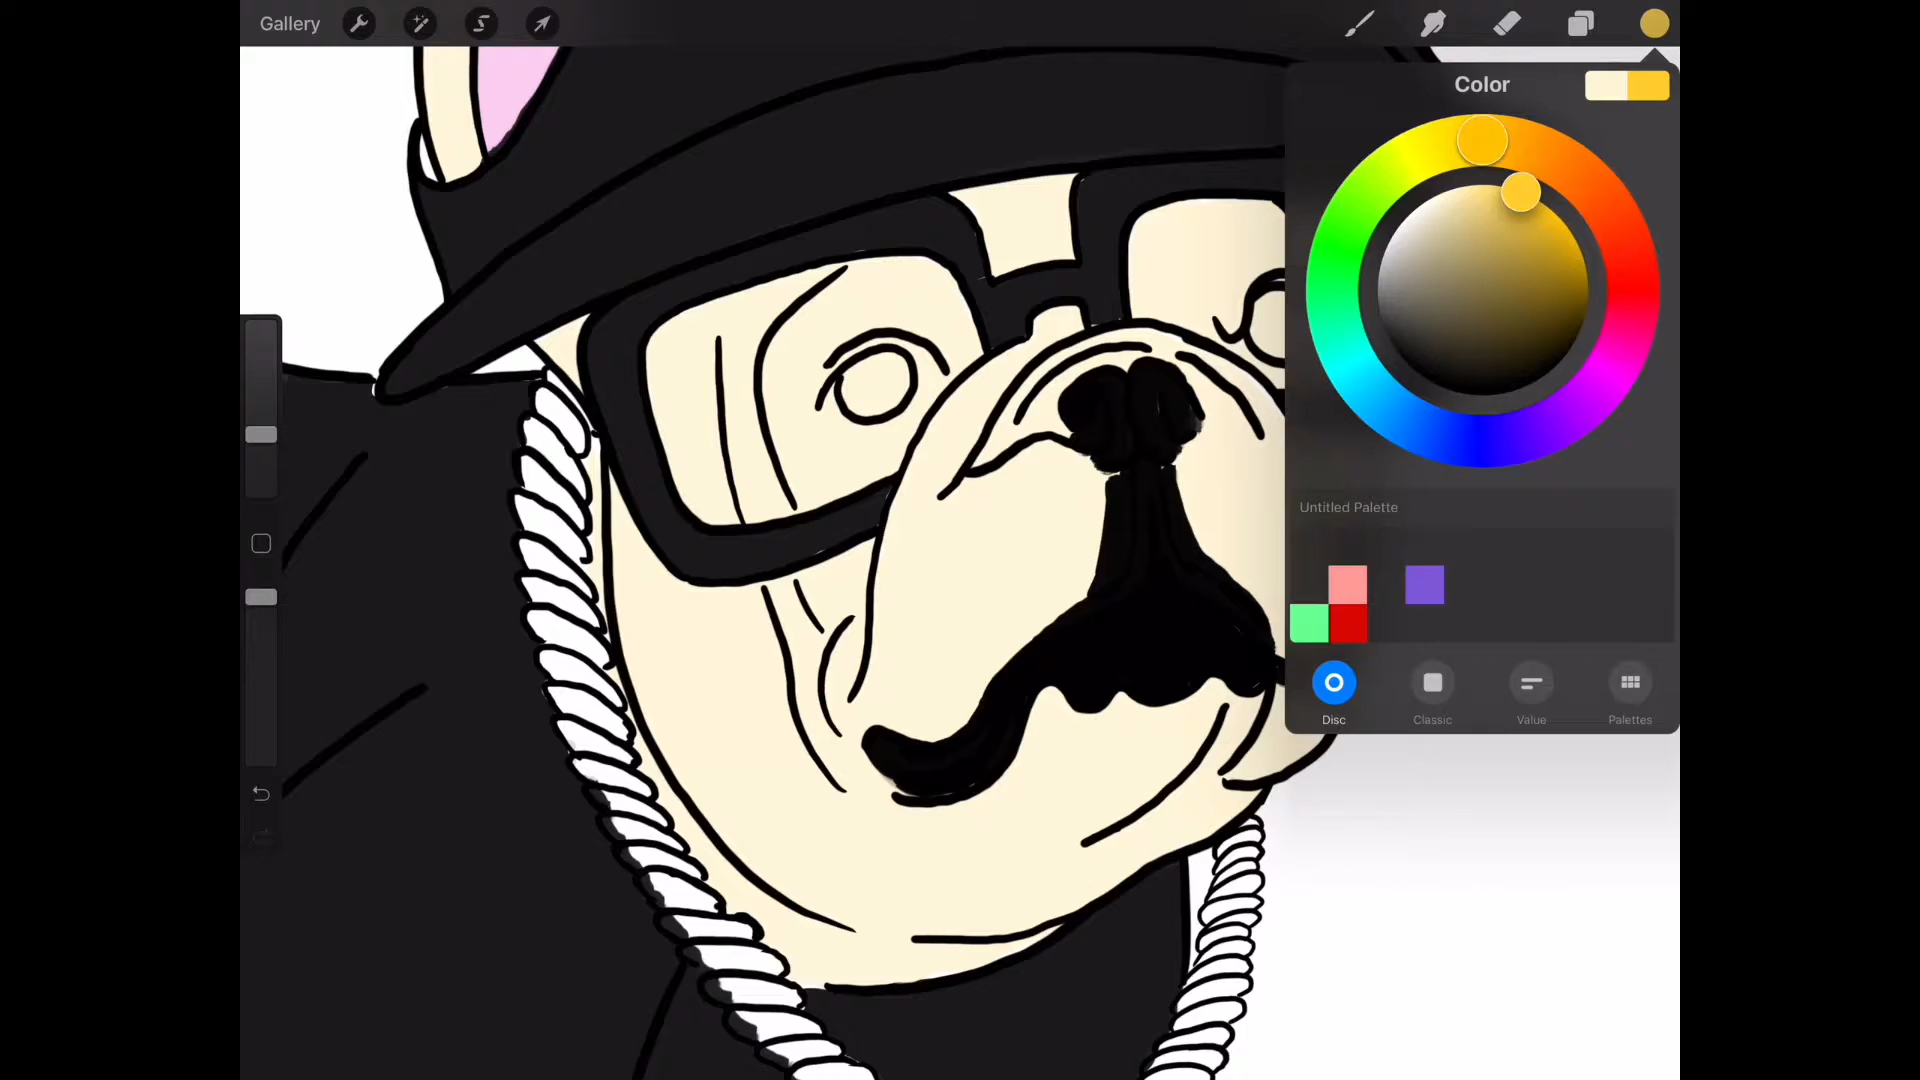 Gallery
Color
Untitled Palette
Disc
Classic
Value
Palettes